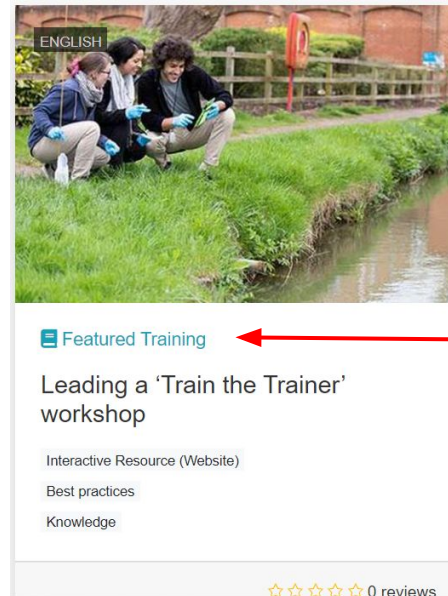 ENGLISH
Featured Training
Leading a ‘Train the Trainer’
workshop
Interactive Resource (Website)
Best practices
Knowledge
0 reviews